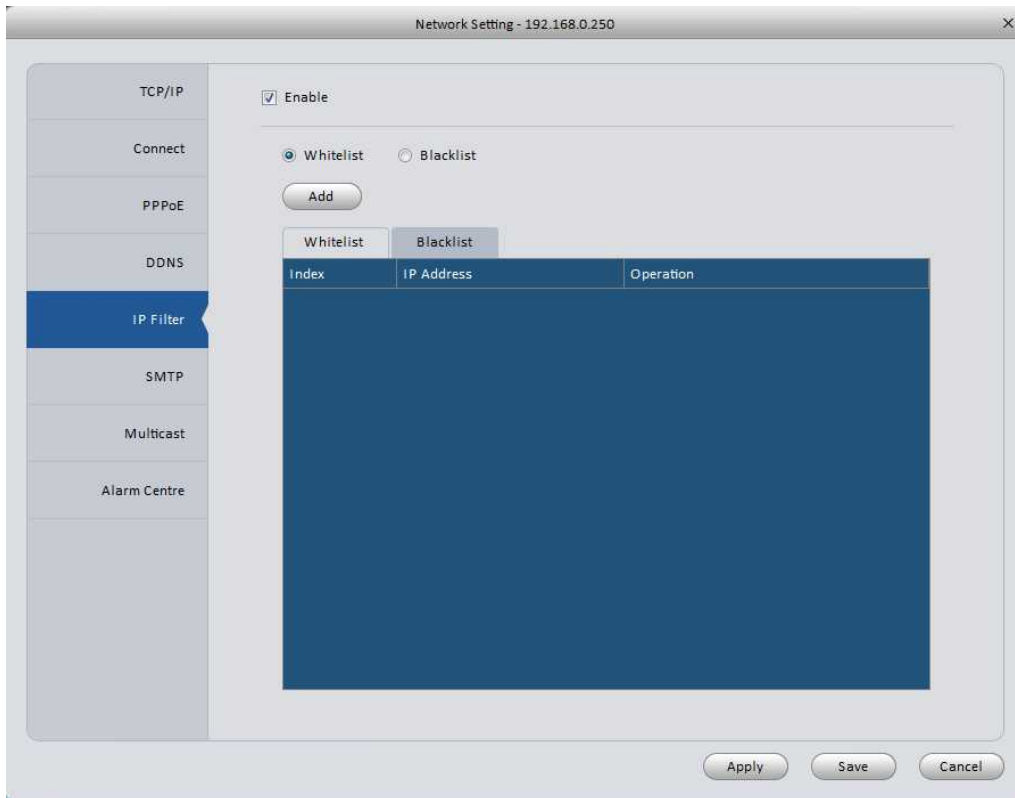 Network Setting - 192.168.0.250
TCP/IP
Connect
PPPoE
DDNS
IP Filter
SMTP
Multicast
Alarm Centre
Enable
Whitelist Blacklist
Add
Whitelist Blacklist
Index IP Address Operation
Apply Save Cancel